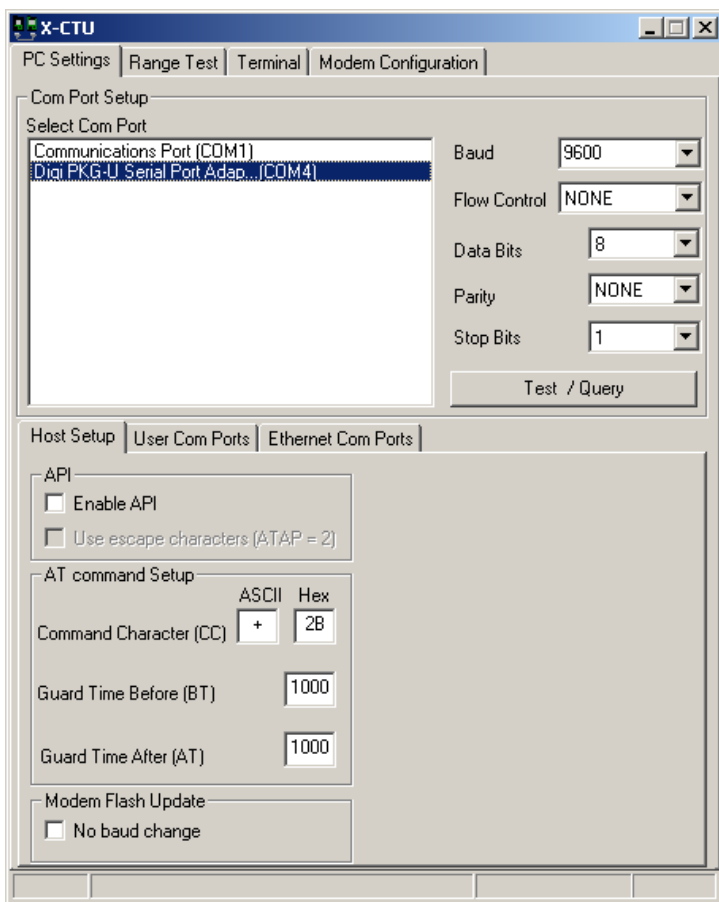 X-CTU
PC Settings Range Test Terminal Modem Configuration
Com Port Setup
Select Com Port
Communications Port (COM1)
Digi PKG-U Serial Port Adap...(COM4)
Baud 9600
Flow Control NONE
Data Bits 8
Parity NONE
Stop Bits 1
Test / Query
Host Setup User Com Ports Ethernet Com Ports
API
Enable API
Use escape characters (ATAP = 2)
AT command Setup
ASCII Hex
Command Character (CC) + 2B
Guard Time Before (BT) 1000
Guard Time After (AT) 1000
Modem Flash Update
No baud change